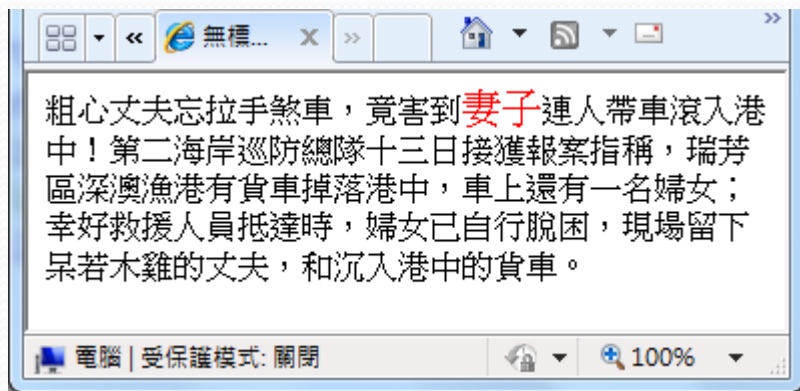 « 無標... x »
»
粗心丈夫忘拉手煞車，竟害到妻子連人帶車滾入港
中！第二海岸巡防總隊十三日接獲報案指稱，瑞芳
區深澳漁港有貨車掉落港中，車上還有一名婦女；
幸好救援人員抵達時，婦女已自行脫困，現場留下
呆若木雞的丈夫，和沉入港中的貨車。
電腦 | 受保護模式: 關閉 100%